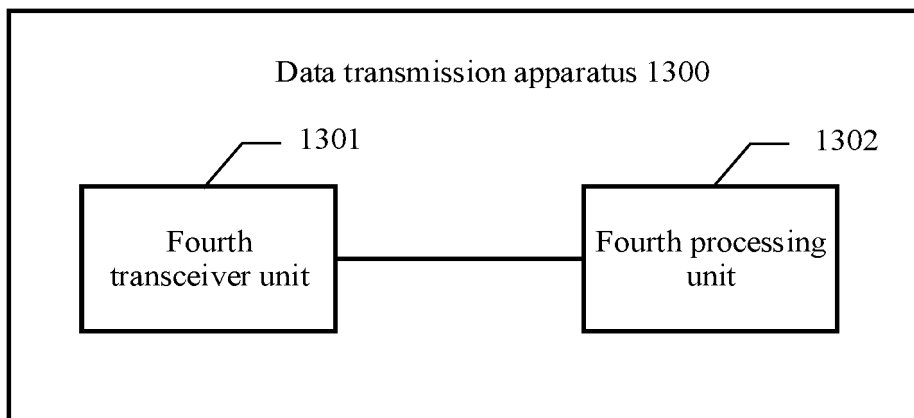 Data transmission apparatus 1300
1301
1302
Fourth
transceiver unit
Fourth processing
unit